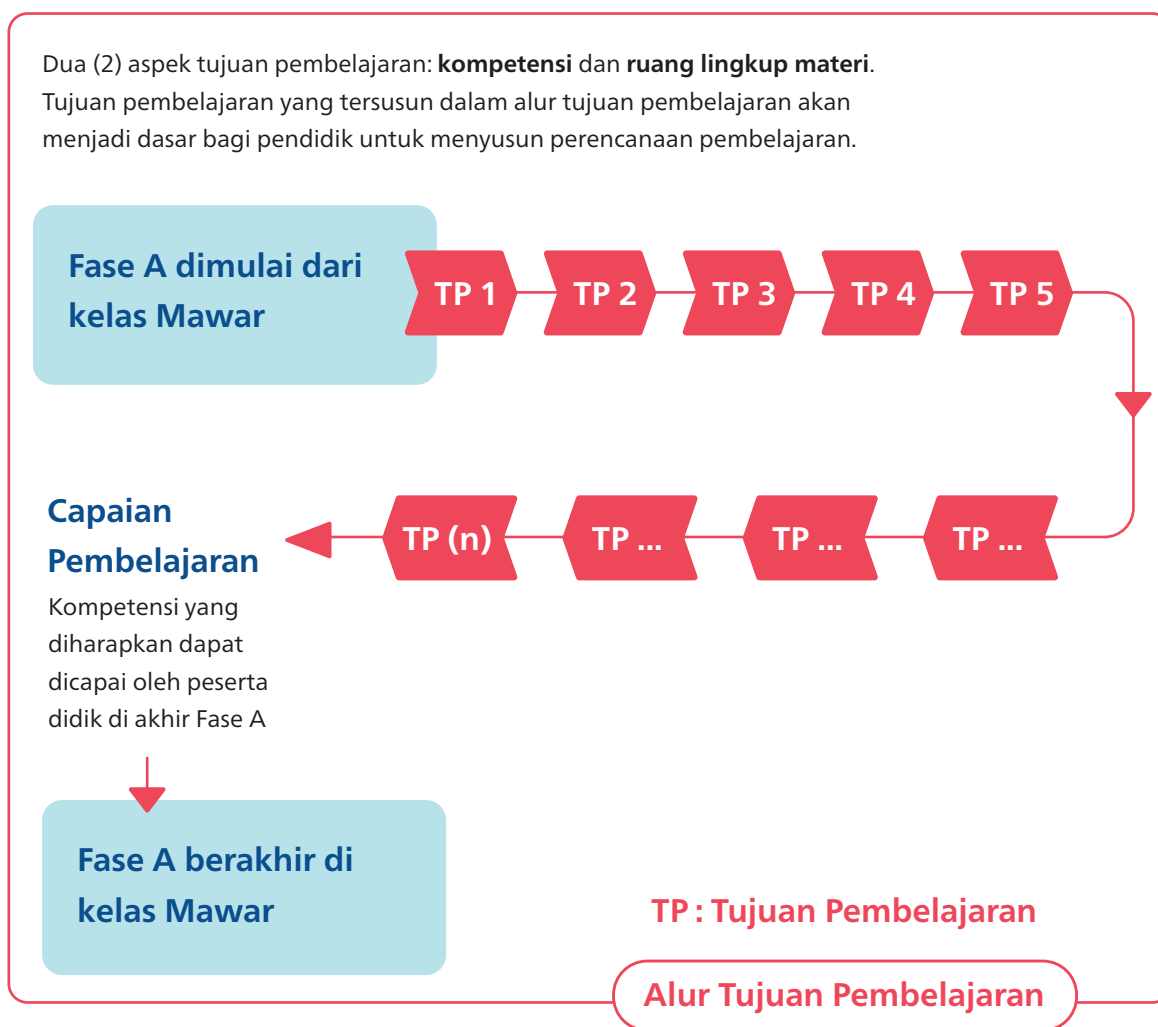 Dua (2) aspek tujuan pembelajaran: kompetensi dan ruang lingkup materi.
Tujuan pembelajaran yang tersusun dalam alur tujuan pembelajaran akan
menjadi dasar bagi pendidik untuk menyusun perencanaan pembelajaran.
Fase A dimulai dari
kelas Mawar
TP 1
TP 2
TP 3
TP 4
TP 5
Capaian
Pembelajaran
Kompetensi yang
diharapkan dapat
dicapai oleh peserta
didik di akhir Fase A
TP (n)
TP ...
TP ...
TP ...
Fase A berakhir di
kelas Mawar
TP : Tujuan Pembelajaran
Alur Tujuan Pembelajaran